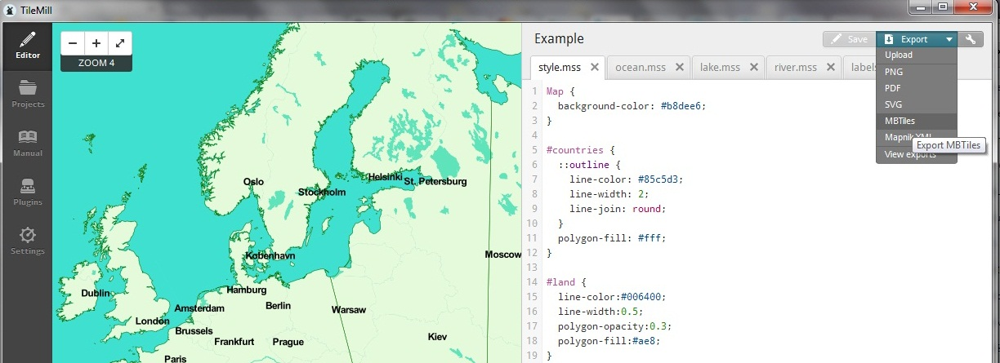 TileMill
Editor
Projects
Manual
Plugins
Settings
ZOOM 4
Oslo
Stockholm
Helsinki
St. Petersburg
København
Moscow
Dublin
Hamburg
Amsterdam
Berlin
Warsaw
London
Brussels
Frankfurt
Prague
Kiev
Paris
Example
Save
Export
Upload
PNG
PDF
SVG
MBTiles
Mapnik XML
Export MBTiles
View exports
style.mss
ocean.mss
lake.mss
river.mss
labels
1 Map {
2 background-color: #b8dee6;
3 }
4
5 #countries {
6 ::outline {
7 line-color: #85c5d3;
8 line-width: 2;
9 line-join: round;
10 }
11 polygon-fill: #fff;
12 }
13
14 #land {
15 line-color:#006400;
16 line-width:0.5;
17 polygon-opacity:0.3;
18 polygon-fill:#ae8;
19 }